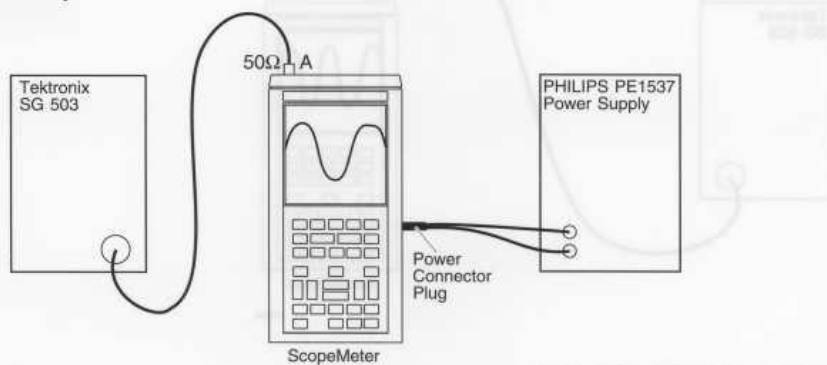 50Ω A
Tektronix
SG 503
PHILIPS PE1537
Power Supply
Power
Connector
Plug
ScopeMeter